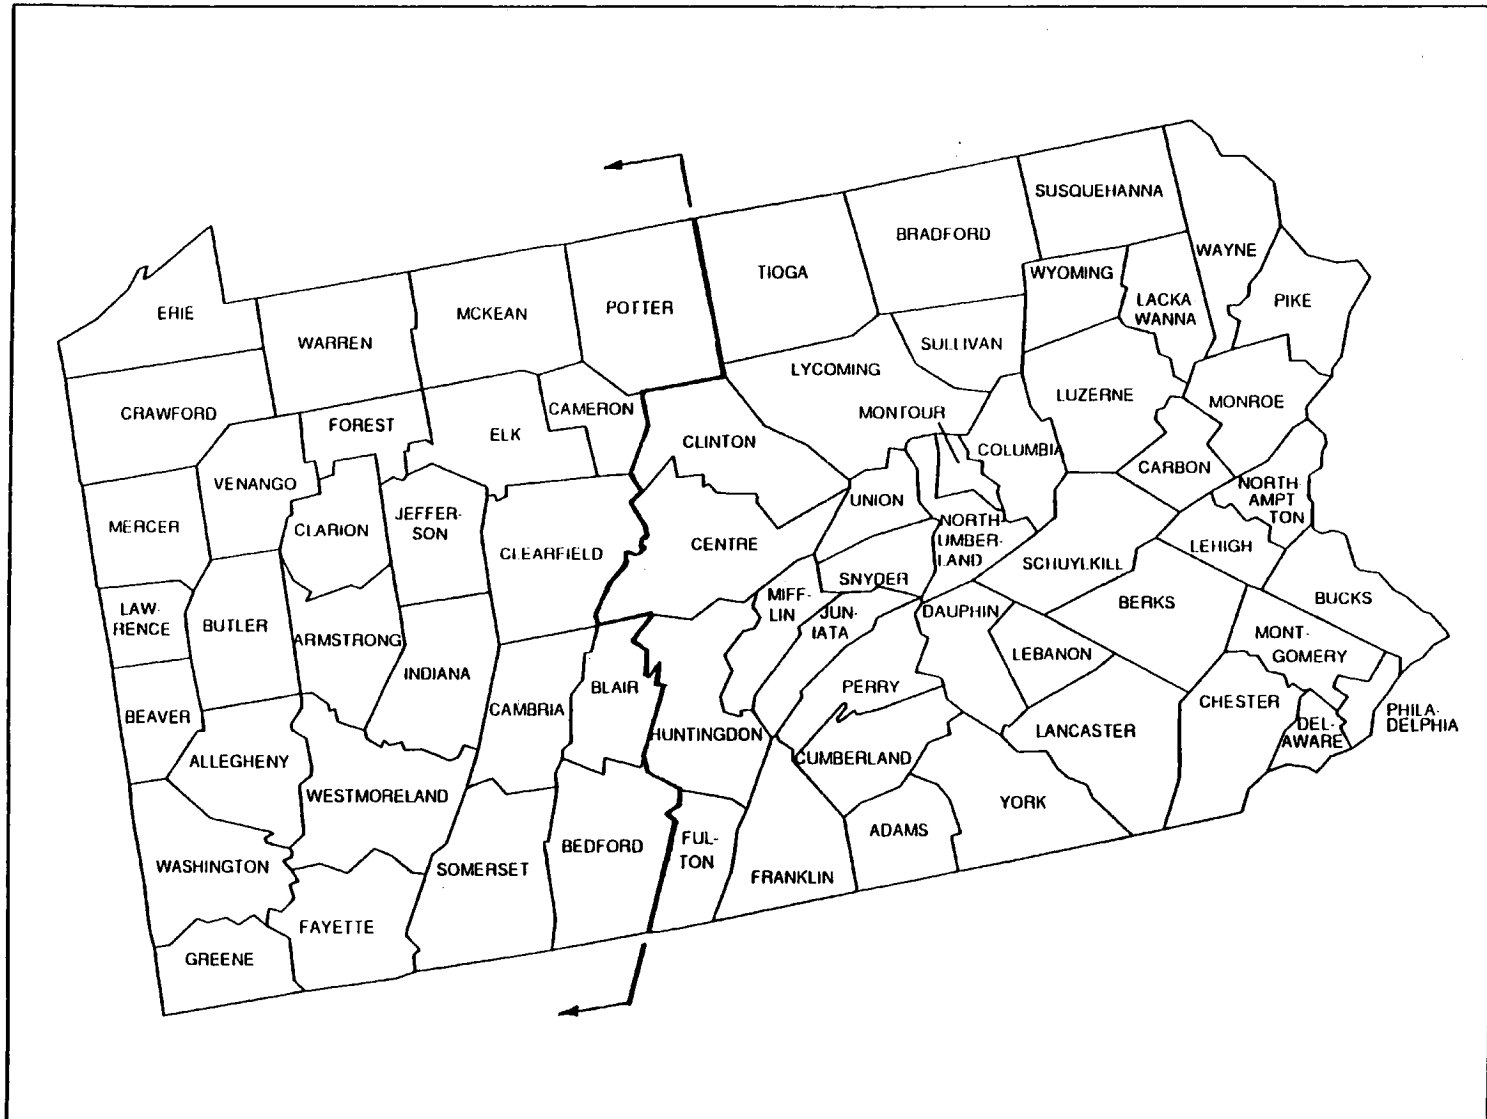 SUSQUEHANNA
BRADFORD
WAYNE
TIOGA
WYOMING
PIKE
LACKA
WANNA
ERIE
WARREN
MCKEAN
POTTER
SULLIVAN
LYCOMING
LUZERNE
MONROE
CRAWFORD
FOREST
ELK
CAMERON
CLINTON
MONTOUR
COLUMBIA
CARBON
VENANGO
MERCER
CLARION
JEFFER-
SON
CLEARFIELD
CENTRE
UNION
NORTH
AMPT
TON
NORTH-
UMBER-
LAND
SCHUYLKILL
LEHIGH
SNYDER
MIFF-
LIN
JUN-
IATA
DAUPHIN
BERKS
BUCKS
LAW-
RENCE
BUTLER
ARMSTRONG
INDIANA
LEBANON
MONT-
GOMERY
BLAIR
PERRY
BEAVER
CAMBRIA
HUNTINGDON
CUMBERLAND
LANCASTER
CHESTER
DEL-
AWARE
PHILA-
DELPHIA
ALLEGHENY
WESTMORELAND
YORK
WASHINGTON
SOMERSET
BEDFORD
FUL-
TON
FRANKLIN
ADAMS
FAYETTE
GREENE